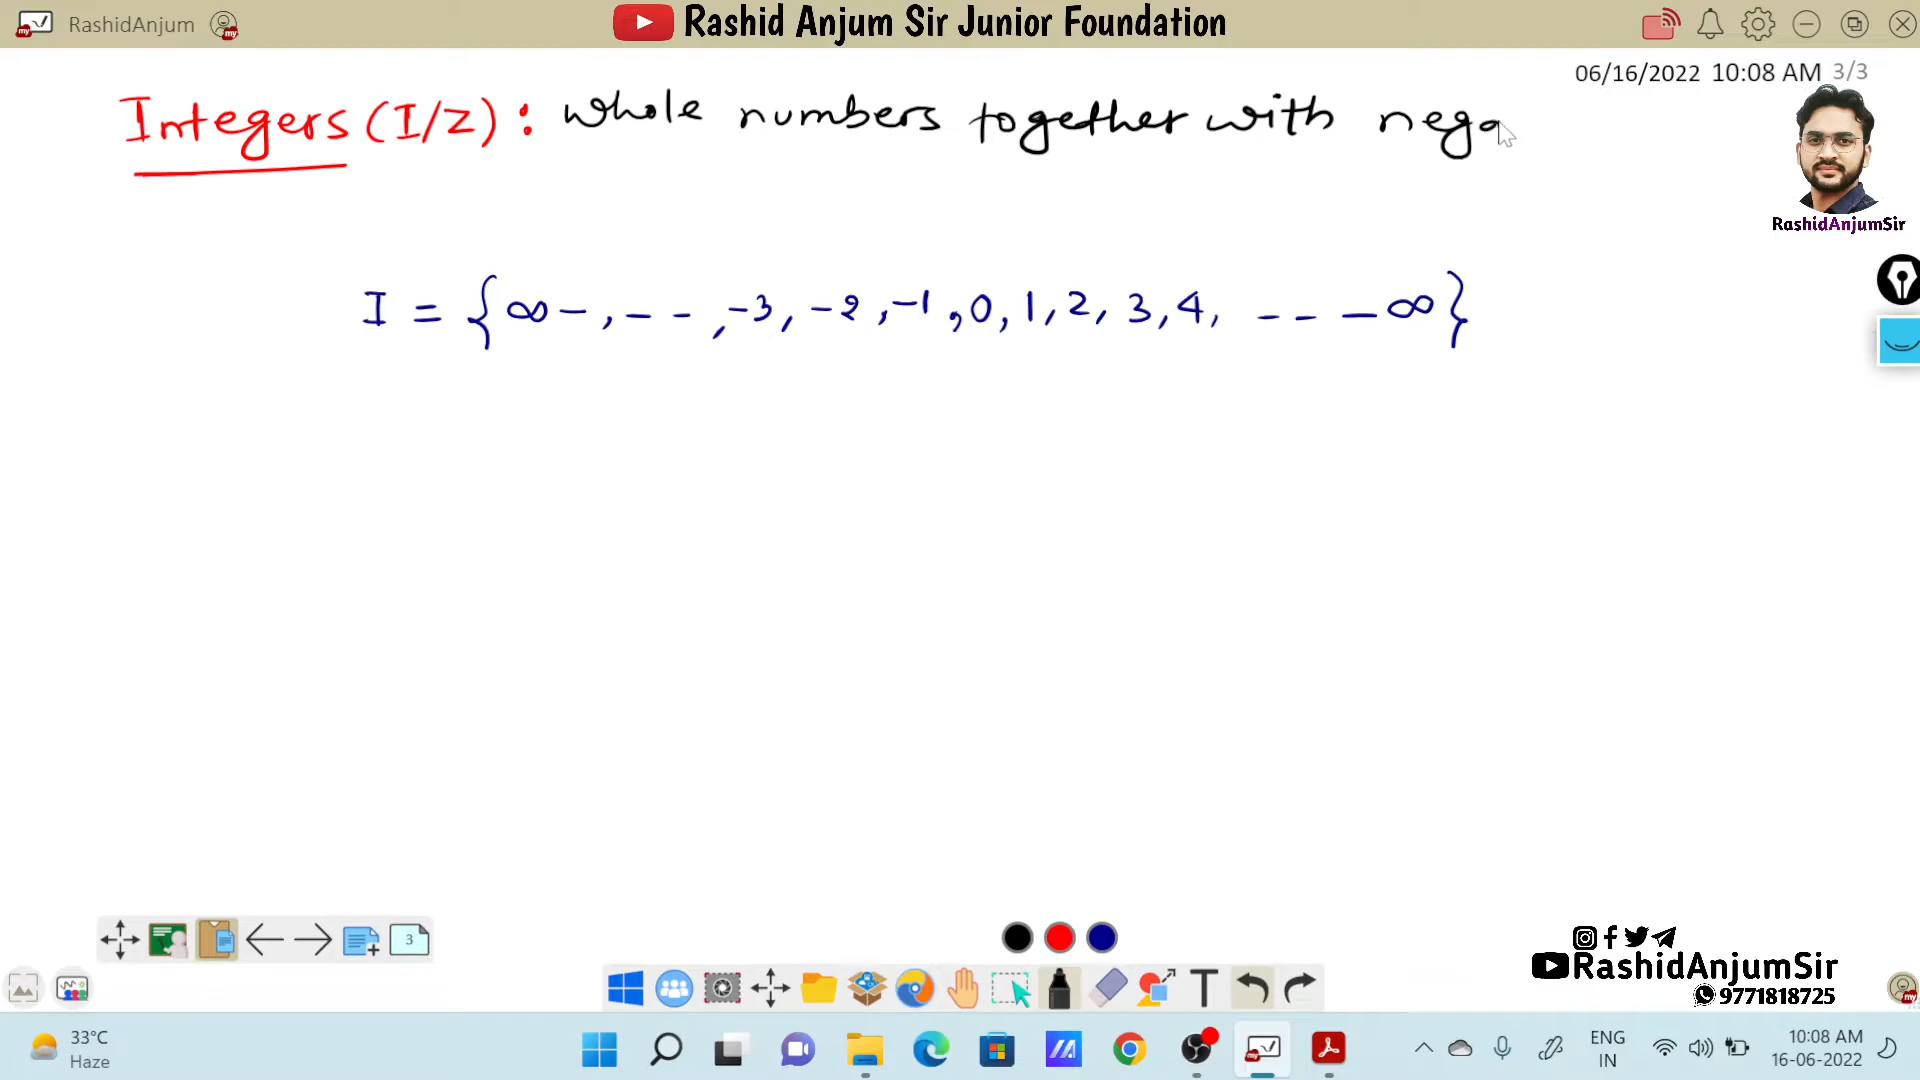 RashidAnjum
Rashid Anjum Sir Junior Foundation
06/16/2022 10:08 AM 3/3
Integers (I/Z) : whole numbers together with nega
RashidAnjumSir
I = {∞ – , – – , -3, -2, -1, 0, 1, 2, 3, 4, – – – ∞}
3
RashidAnjumSir
9771818725
33°C
Haze
ENG
IN
10:08 AM
16-06-2022